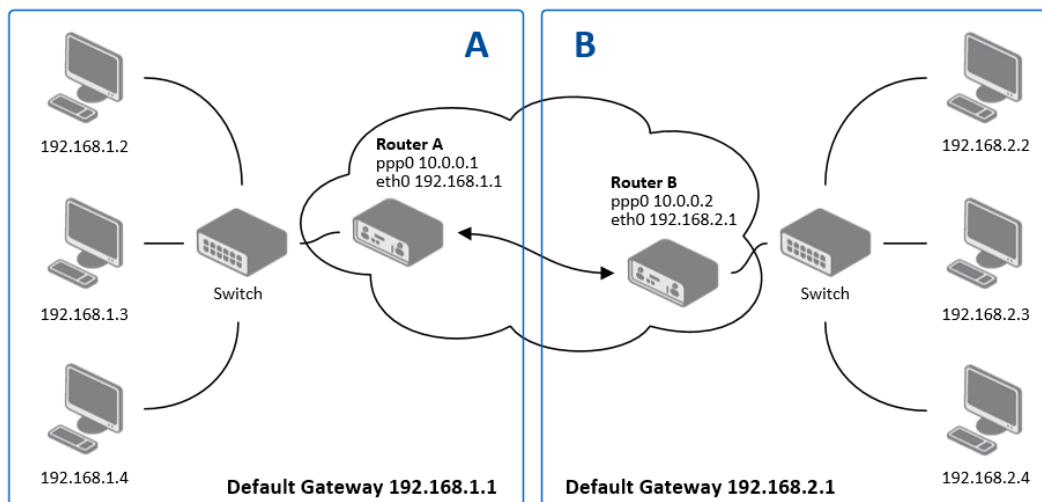 A
B
192.168.1.2
Router A
ppp0 10.0.0.1
eth0 192.168.1.1
Router B
ppp0 10.0.0.2
eth0 192.168.2.1
192.168.2.2
Switch
192.168.1.3
Switch
192.168.2.3
192.168.1.4
Default Gateway 192.168.1.1
Default Gateway 192.168.2.1
192.168.2.4